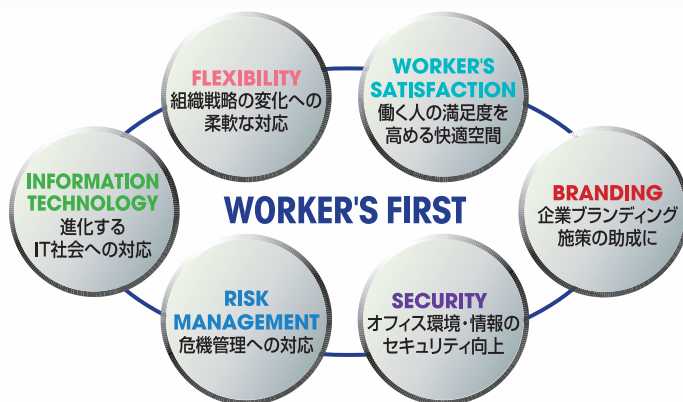 FLEXIBILITY
組織戦略の変化への
柔軟な対応
WORKER'S
SATISFACTION
働く人の満足度を
高める快適空間
INFORMATION
TECHNOLOGY
進化する
IT社会への対応
WORKER'S FIRST
BRANDING
企業ブランディング
施策の助成に
RISK
MANAGEMENT
危機管理への対応
SECURITY
オフィス環境・情報の
セキュリティ向上